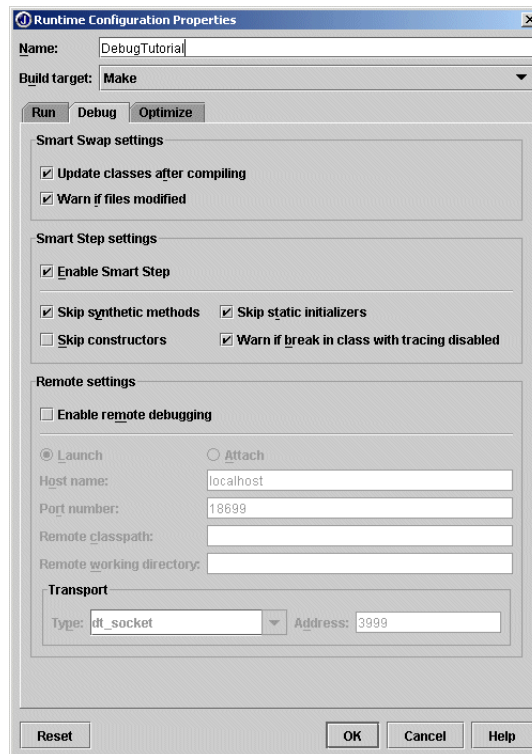 Runtime Configuration Properties
Name: DebugTutorial
Build target: Make
Run Debug Optimize
Smart Swap settings
Update classes after compiling
Warn if files modified
Smart Step settings
Enable Smart Step
Skip synthetic methods Skip static initializers
Skip constructors Warn if break in class with tracing disabled
Remote settings
Enable remote debugging
Launch Attach
Host name: localhost
Port number: 18699
Remote classpath:
Remote working directory:
Transport
Type: dt_socket Address: 3999
Reset OK Cancel Help